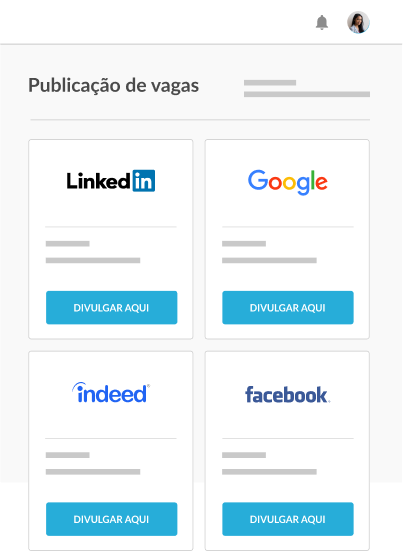 Publicação de vagas
Linkedin
Google
DIVULGAR AQUI
DIVULGAR AQUI
indeed
facebook
DIVULGAR AQUI
DIVULGAR AQUI